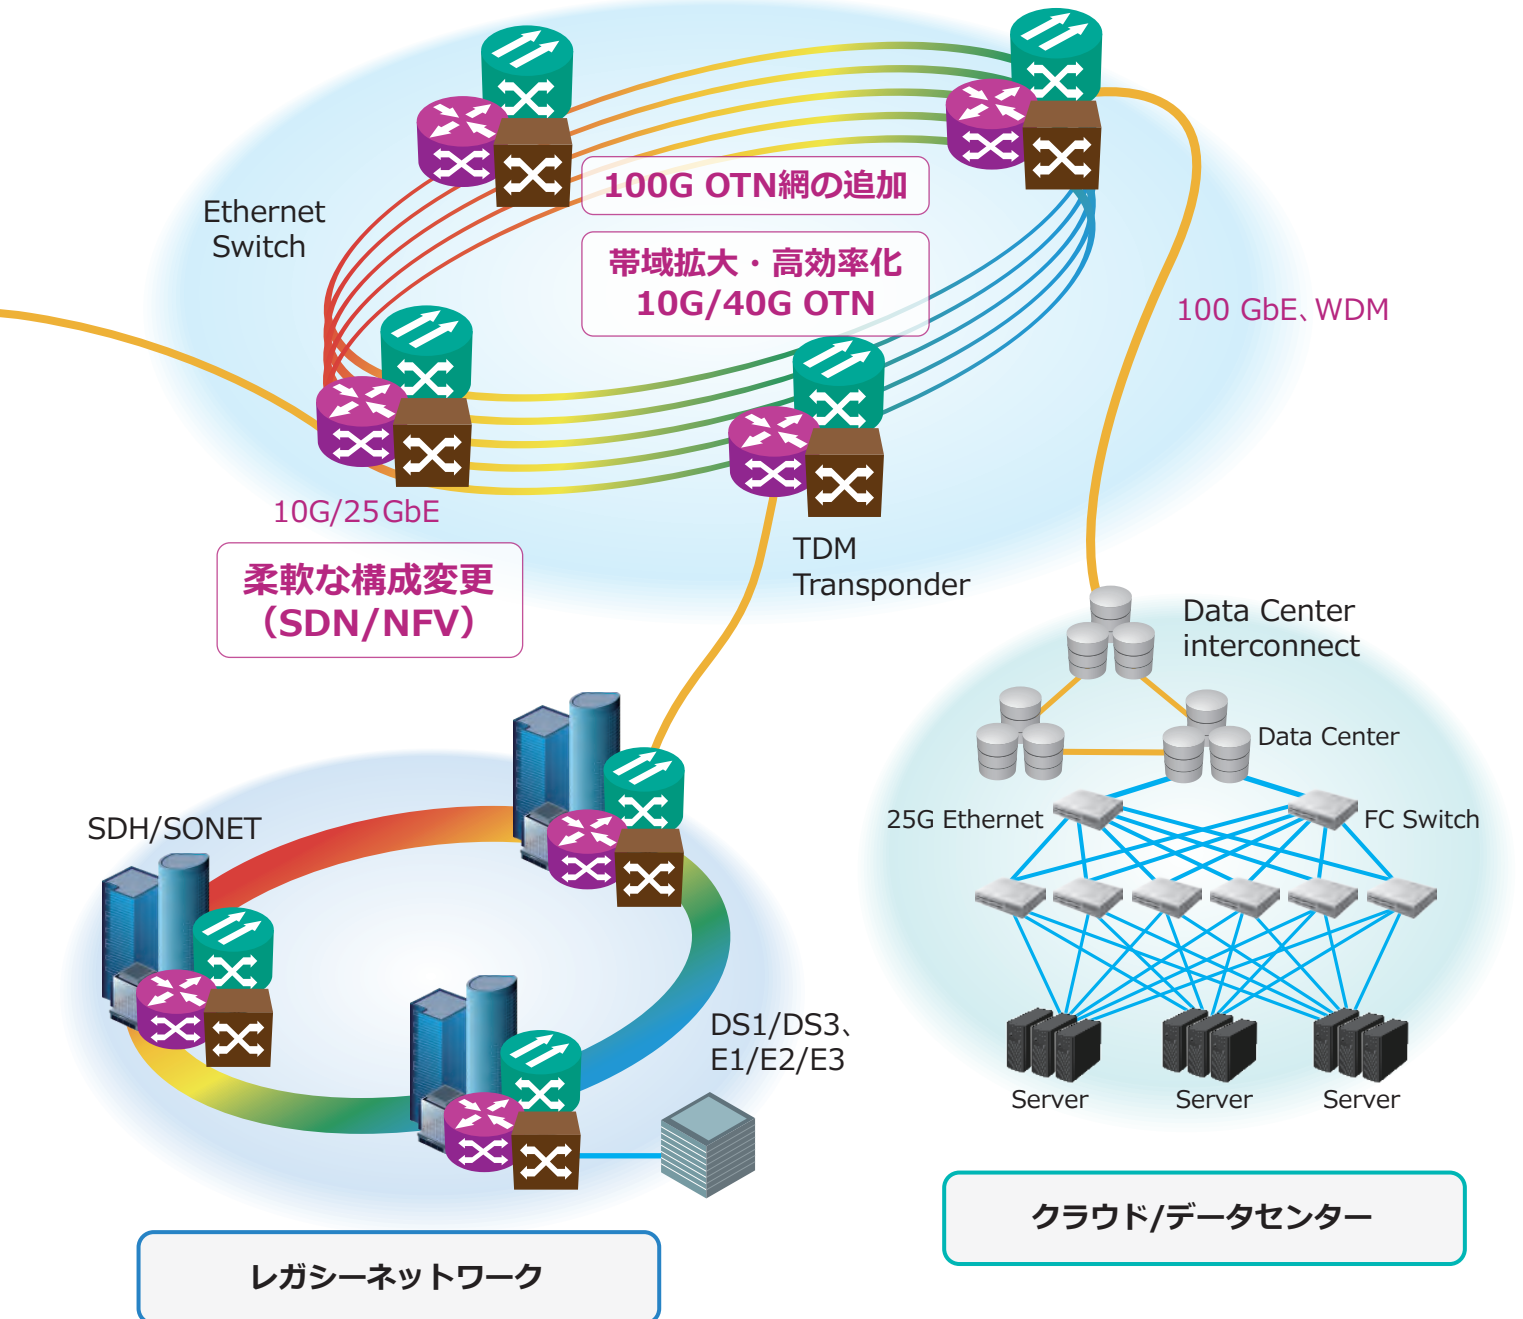 Ethernet
Switch
100G OTN網の追加
帯域拡大・高効率化
10G/40G OTN
100 GbE、WDM
10G/25GbE
柔軟な構成変更
（SDN/NFV）
TDM
Transponder
Data Center
interconnect
Data Center
25G Ethernet
FC Switch
SDH/SONET
DS1/DS3、
E1/E2/E3
Server
Server
Server
クラウド/データセンター
レガシーネットワーク